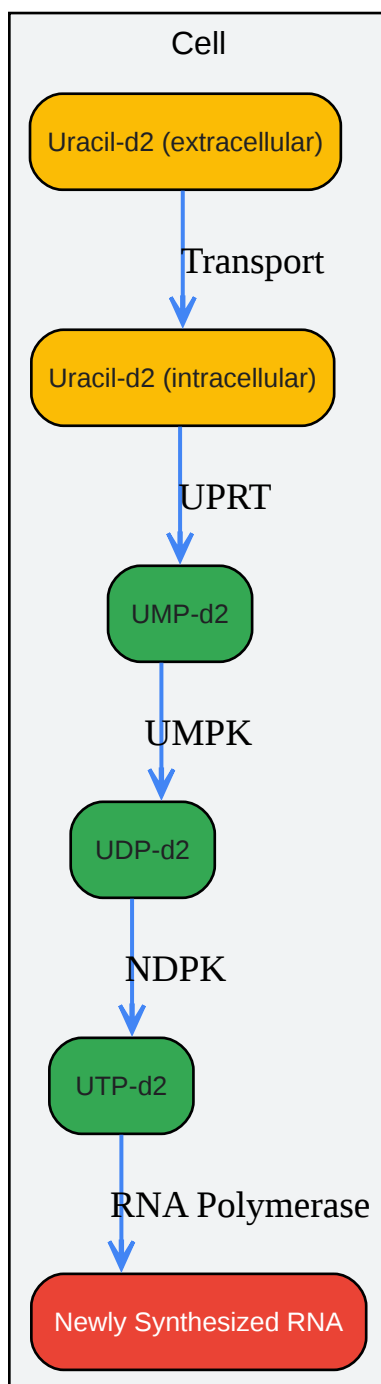 Cell
Uracil-d2 (extracellular)
Transport
Uracil-d2 (intracellular)
UPRT
UMP-d2
UMPK
UDP-d2
NDPK
UTP-d2
RNA Polymerase
Newly Synthesized RNA